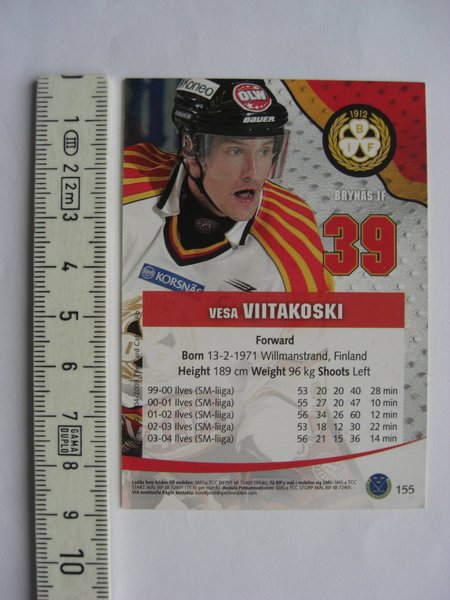 Koneo
OLW
BAUER
1912
B
I F
BRYNÄS IF
39
KORSNÄS
VESA VIITAKOSKI
Forward
Born 13-2-1971 Willmanstrand, Finland
Height 189 cm Weight 96 kg Shoots Left
99-00 Ilves (SM-liiga) 53 20 20 40 28 min
00-01 Ilves (SM-liiga) 55 27 20 47 10 min
01-02 Ilves (SM-liiga) 56 34 26 60 12 min
02-03 Ilves (SM-liiga) 53 18 12 30 22 min
03-04 Ilves (SM-liiga) 56 21 15 36 14 min
155
1
2
2m
3
4
5
6
7
GAMA
DUPLO
8
9
10